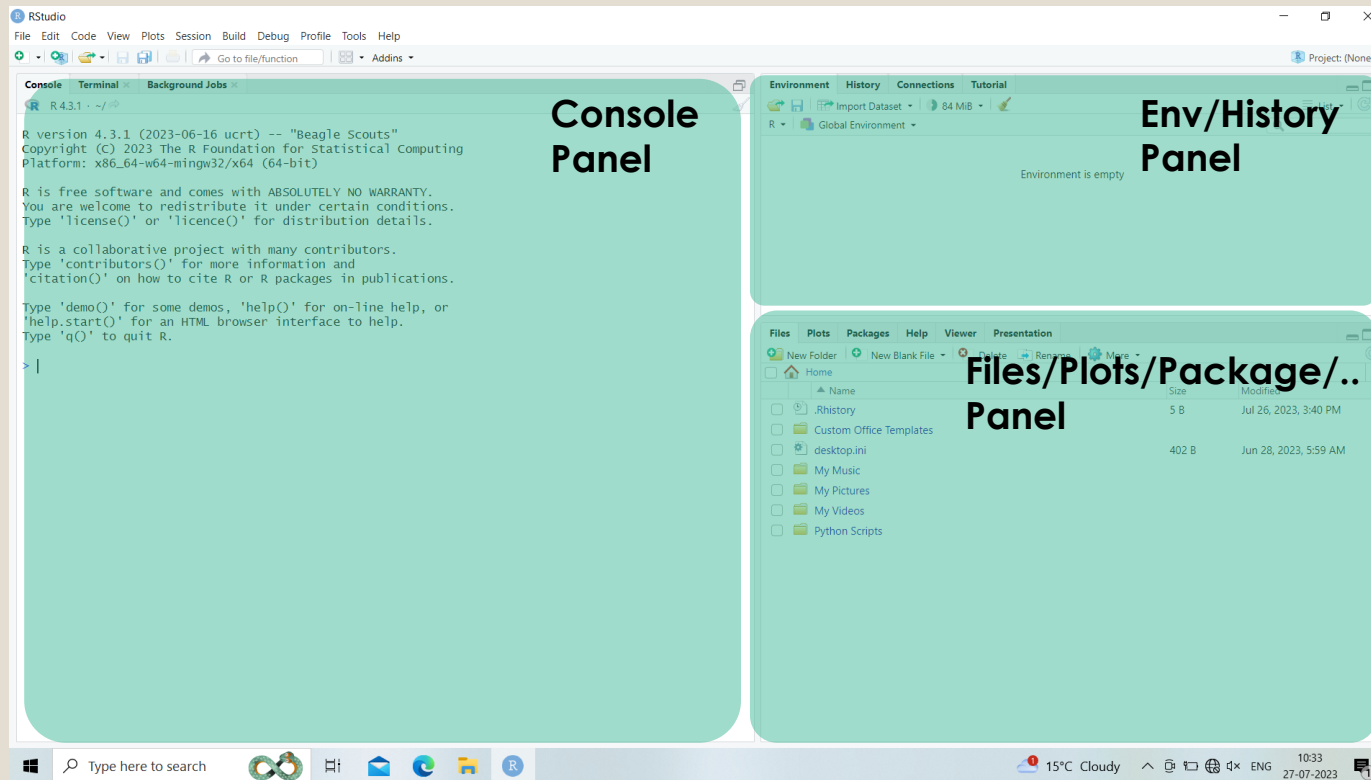 RStudio
File Edit Code View Plots Session Build Debug Profile Tools Help
Go to file/function Addins
Project: (None
Console Terminal Background Jobs
R 4.3.1 · ~/
Console
Panel
R version 4.3.1 (2023-06-16 ucrt) -- "Beagle Scouts"
Copyright (C) 2023 The R Foundation for Statistical Computing
Platform: x86_64-w64-mingw32/x64 (64-bit)
R is free software and comes with ABSOLUTELY NO WARRANTY.
You are welcome to redistribute it under certain conditions.
Type 'license()' or 'licence()' for distribution details.
R is a collaborative project with many contributors.
Type 'contributors()' for more information and
'citation()' on how to cite R or R packages in publications.
Type 'demo()' for some demos, 'help()' for on-line help, or
'help.start()' for an HTML browser interface to help.
Type 'q()' to quit R.
>
Environment History Connections Tutorial
Import Dataset 84 MiB List
R Global Environment
Env/History
Panel
Environment is empty
Files Plots Packages Help Viewer Presentation
New Folder New Blank File Delete Rename More
Home
Files/Plots/Package/..
Panel
Name Size Modified
.Rhistory 5 B Jul 26, 2023, 3:40 PM
Custom Office Templates
desktop.ini 402 B Jun 28, 2023, 5:59 AM
My Music
My Pictures
My Videos
Python Scripts
Type here to search
R
1
15°C Cloudy ENG
10:33
27-07-2023